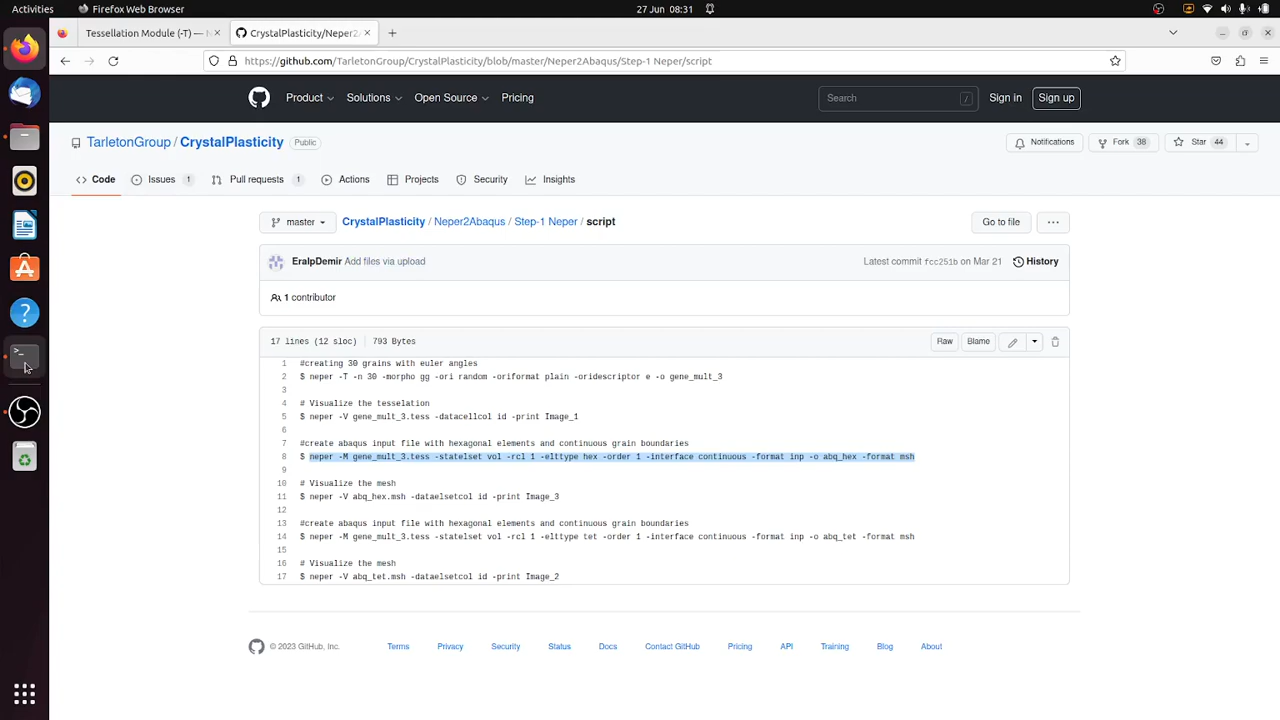 Activities
Firefox Web Browser
27 Jun 08:31
Tessellation Module (-T) — N
CrystalPlasticity/Neper2
https://github.com/TarletonGroup/CrystalPlasticity/blob/master/Neper2Abaqus/Step-1 Neper/script
Product
Solutions
Open Source
Pricing
Search
/
Sign in
Sign up
TarletonGroup / CrystalPlasticity
Public
Notifications
Fork 38
Star 44
Code
Issues 1
Pull requests 1
Actions
Projects
Security
Insights
master
CrystalPlasticity / Neper2Abaqus / Step-1 Neper / script
Go to file
EralpDemir Add files via upload
Latest commit fcc251b on Mar 21
History
1 contributor
17 lines (12 sloc) | 793 Bytes
Raw
Blame
1 #creating 30 grains with euler angles
2 $ neper -T -n 30 -morpho gg -ori random -oriformat plain -oridescriptor e -o gene_mult_3
3
4 # Visualize the tesselation
5 $ neper -V gene_mult_3.tess -datacellcol id -print Image_1
6
7 #create abaqus input file with hexagonal elements and continuous grain boundaries
8 $ neper -M gene_mult_3.tess -statelset vol -rcl 1 -elttype hex -order 1 -interface continuous -format inp -o abq_hex -format msh
9
10 # Visualize the mesh
11 $ neper -V abq_hex.msh -dataelsetcol id -print Image_3
12
13 #create abaqus input file with hexagonal elements and continuous grain boundaries
14 $ neper -M gene_mult_3.tess -statelset vol -rcl 1 -elttype tet -order 1 -interface continuous -format inp -o abq_tet -format msh
15
16 # Visualize the mesh
17 $ neper -V abq_tet.msh -dataelsetcol id -print Image_2
© 2023 GitHub, Inc.
Terms
Privacy
Security
Status
Docs
Contact GitHub
Pricing
API
Training
Blog
About